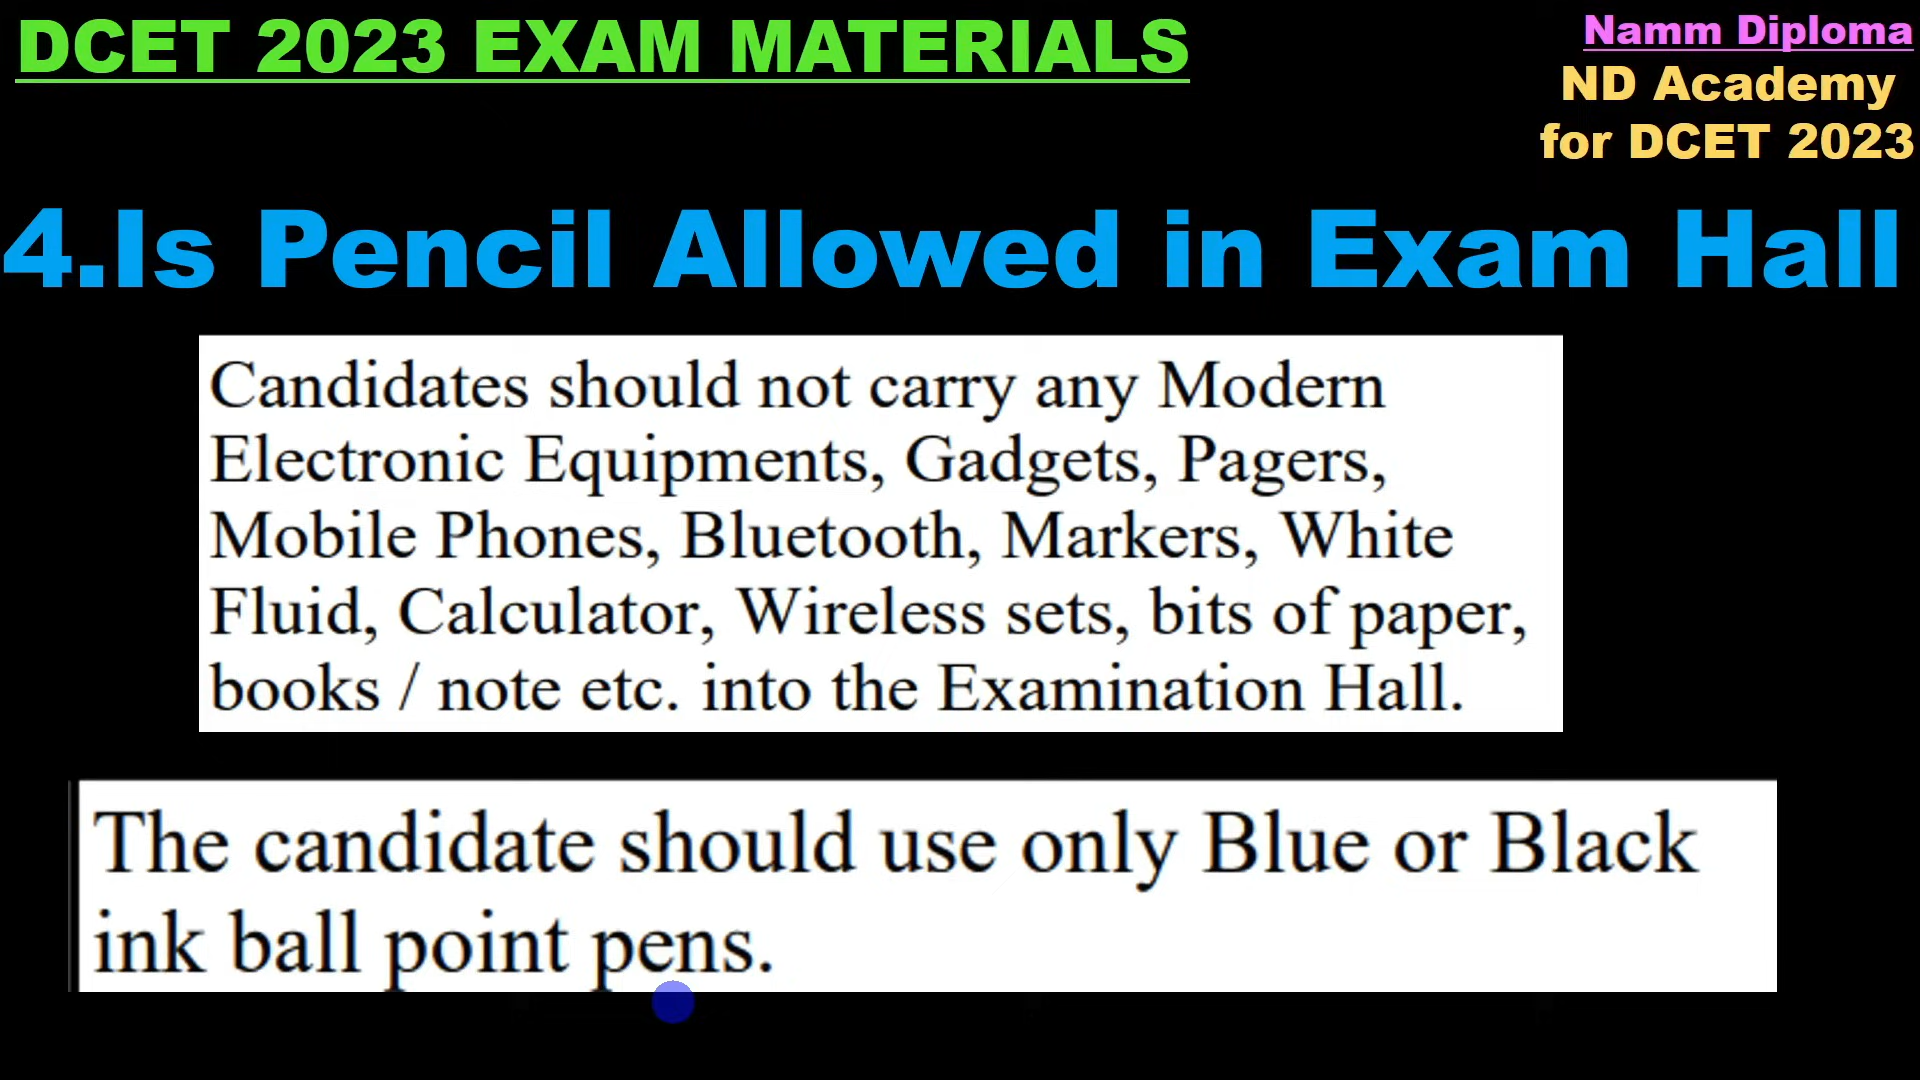 DCET 2023 EXAM MATERIALS
Namm Diploma
ND Academy
for DCET 2023
4.Is Pencil Allowed in Exam Hall
Candidates should not carry any Modern
Electronic Equipments, Gadgets, Pagers,
Mobile Phones, Bluetooth, Markers, White
Fluid, Calculator, Wireless sets, bits of paper,
books / note etc. into the Examination Hall.
The candidate should use only Blue or Black
ink ball point pens.